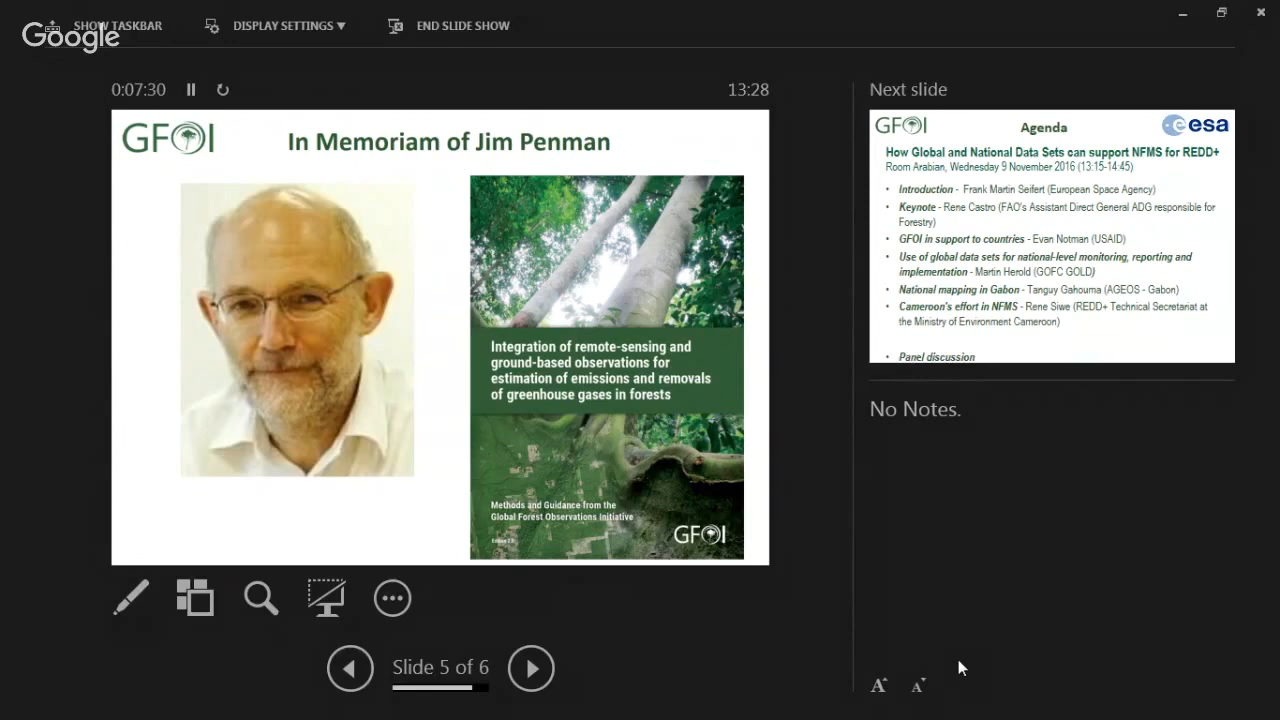 SHOW TASKBAR
DISPLAY SETTINGS ▼
END SLIDE SHOW
Google
0:07:30
13:28
GFOI
In Memoriam of Jim Penman
Integration of remote-sensing and
ground-based observations for
estimation of emissions and removals
of greenhouse gases in forests
Methods and Guidance from the
Global Forest Observations Initiative
GFOI
Slide 5 of 6
Next slide
GFOI
Agenda
esa
How Global and National Data Sets can support NFMS for REDD+
Room Arabian, Wednesday 9 November 2016 (13:15-14:45)
• Introduction - Frank Martin Seifert (European Space Agency)
• Keynote - Rene Castro (FAO's Assistant Direct General ADG responsible for
Forestry)
• GFOI in support to countries - Evan Notman (USAID)
• Use of global data sets for national-level monitoring, reporting and
implementation - Martin Herold (GOFC GOLD)
• National mapping in Gabon - Tanguy Gahouma (AGEOS - Gabon)
• Cameroon's effort in NFMS - Rene Siwe (REDD+ Technical Secretariat at
the Ministry of Environment Cameroon)
• Panel discussion
No Notes.
A A